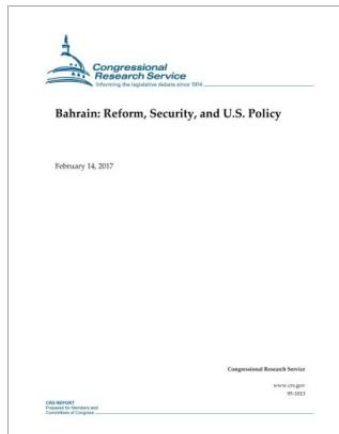 Congressional
Research Service
Informing the legislative debate since 1914
Bahrain: Reform, Security, and U.S. Policy
February 14, 2017
Congressional Research Service
www.crs.gov
95-1013
CRS REPORT
Prepared for Members and
Committees of Congress